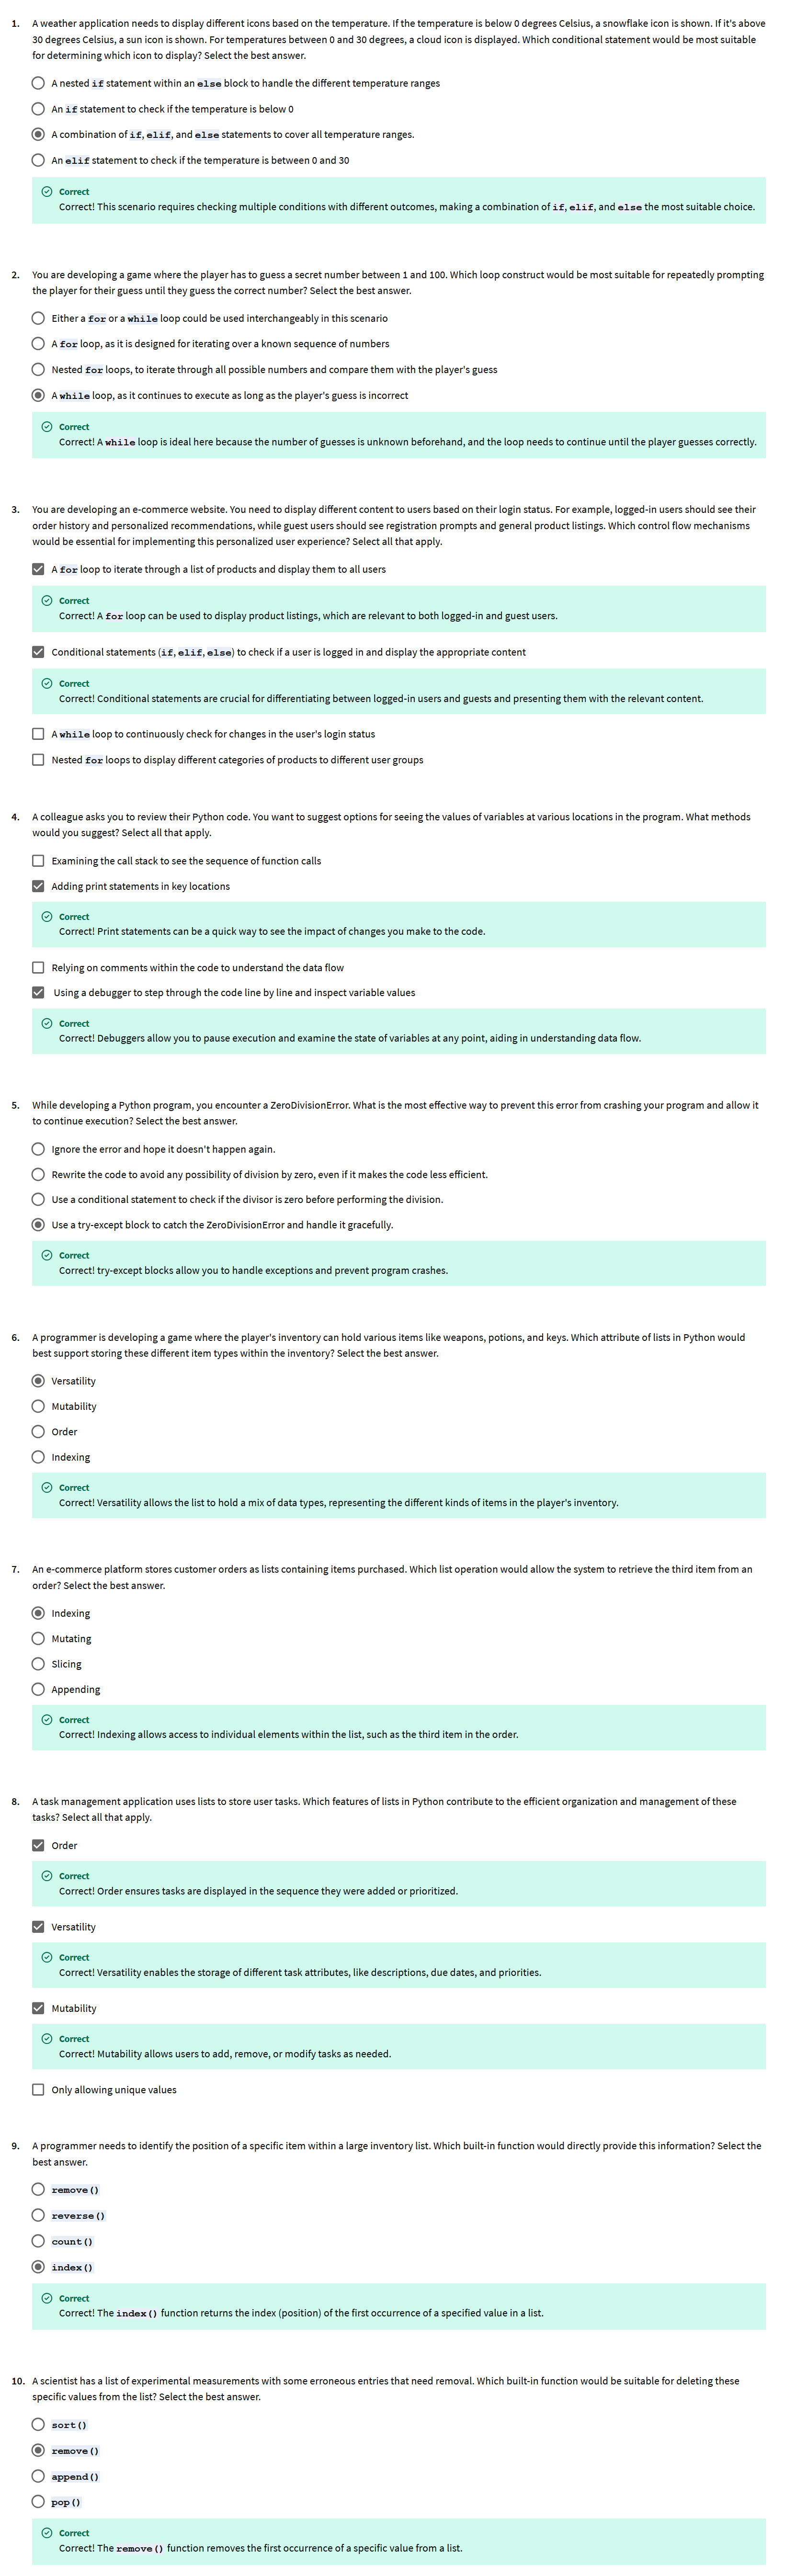 1. A weather application needs to display different icons based on the temperature. If the temperature is below 0 degrees Celsius, a snowflake icon is shown. If it's above
30 degrees Celsius, a sun icon is shown. For temperatures between 0 and 30 degrees, a cloud icon is displayed. Which conditional statement would be most suitable
for determining which icon to display? Select the best answer.
A nested if statement within an else block to handle the different temperature ranges
An if statement to check if the temperature is below 0
A combination of if, elif, and else statements to cover all temperature ranges.
An elif statement to check if the temperature is between 0 and 30
Correct
Correct! This scenario requires checking multiple conditions with different outcomes, making a combination of if, elif, and else the most suitable choice.
2. You are developing a game where the player has to guess a secret number between 1 and 100. Which loop construct would be most suitable for repeatedly prompting
the player for their guess until they guess the correct number? Select the best answer.
Either a for or a while loop could be used interchangeably in this scenario
A for loop, as it is designed for iterating over a known sequence of numbers
Nested for loops, to iterate through all possible numbers and compare them with the player's guess
A while loop, as it continues to execute as long as the player's guess is incorrect
Correct
Correct! A while loop is ideal here because the number of guesses is unknown beforehand, and the loop needs to continue until the player guesses correctly.
3. You are developing an e-commerce website. You need to display different content to users based on their login status. For example, logged-in users should see their
order history and personalized recommendations, while guest users should see registration prompts and general product listings. Which control flow mechanisms
would be essential for implementing this personalized user experience? Select all that apply.
A for loop to iterate through a list of products and display them to all users
Correct
Correct! A for loop can be used to display product listings, which are relevant to both logged-in and guest users.
Conditional statements (if, elif, else) to check if a user is logged in and display the appropriate content
Correct
Correct! Conditional statements are crucial for differentiating between logged-in users and guests and presenting them with the relevant content.
A while loop to continuously check for changes in the user's login status
Nested for loops to display different categories of products to different user groups
4. A colleague asks you to review their Python code. You want to suggest options for seeing the values of variables at various locations in the program. What methods
would you suggest? Select all that apply.
Examining the call stack to see the sequence of function calls
Adding print statements in key locations
Correct
Correct! Print statements can be a quick way to see the impact of changes you make to the code.
Relying on comments within the code to understand the data flow
Using a debugger to step through the code line by line and inspect variable values
Correct
Correct! Debuggers allow you to pause execution and examine the state of variables at any point, aiding in understanding data flow.
5. While developing a Python program, you encounter a ZeroDivisionError. What is the most effective way to prevent this error from crashing your program and allow it
to continue execution? Select the best answer.
Ignore the error and hope it doesn't happen again.
Rewrite the code to avoid any possibility of division by zero, even if it makes the code less efficient.
Use a conditional statement to check if the divisor is zero before performing the division.
Use a try-except block to catch the ZeroDivisionError and handle it gracefully.
Correct
Correct! try-except blocks allow you to handle exceptions and prevent program crashes.
6. A programmer is developing a game where the player's inventory can hold various items like weapons, potions, and keys. Which attribute of lists in Python would
best support storing these different item types within the inventory? Select the best answer.
Versatility
Mutability
Order
Indexing
Correct
Correct! Versatility allows the list to hold a mix of data types, representing the different kinds of items in the player's inventory.
7. An e-commerce platform stores customer orders as lists containing items purchased. Which list operation would allow the system to retrieve the third item from an
order? Select the best answer.
Indexing
Mutating
Slicing
Appending
Correct
Correct! Indexing allows access to individual elements within the list, such as the third item in the order.
8. A task management application uses lists to store user tasks. Which features of lists in Python contribute to the efficient organization and management of these
tasks? Select all that apply.
Order
Correct
Correct! Order ensures tasks are displayed in the sequence they were added or prioritized.
Versatility
Correct
Correct! Versatility enables the storage of different task attributes, like descriptions, due dates, and priorities.
Mutability
Correct
Correct! Mutability allows users to add, remove, or modify tasks as needed.
Only allowing unique values
9. A programmer needs to identify the position of a specific item within a large inventory list. Which built-in function would directly provide this information? Select the
best answer.
remove()
reverse()
count()
index()
Correct
Correct! The index() function returns the index (position) of the first occurrence of a specified value in a list.
10. A scientist has a list of experimental measurements with some erroneous entries that need removal. Which built-in function would be suitable for deleting these
specific values from the list? Select the best answer.
sort()
remove()
append()
pop()
Correct
Correct! The remove() function removes the first occurrence of a specific value from a list.